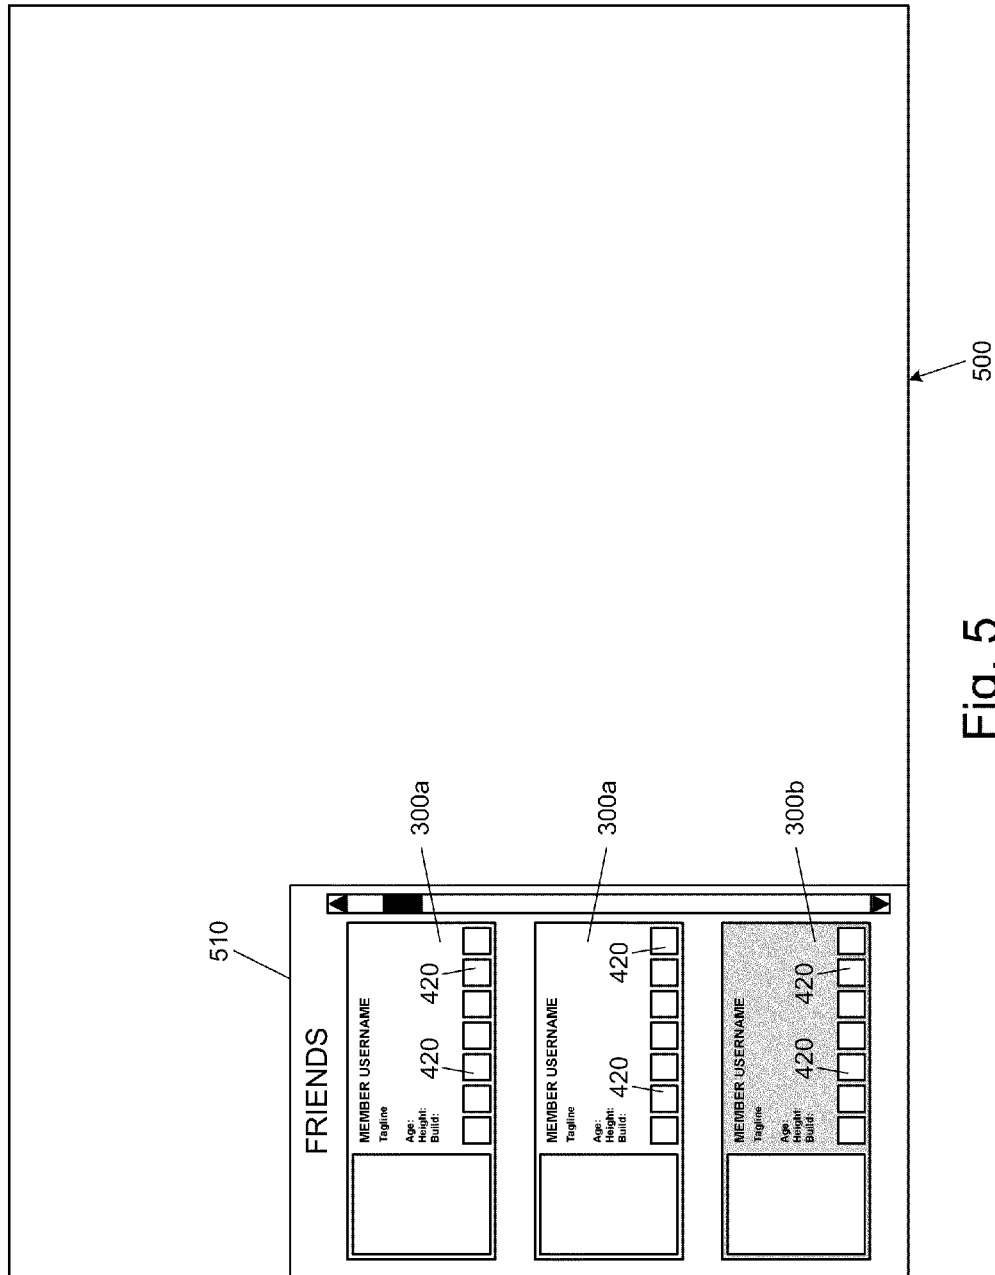 510
FRIENDS
MEMBER USERNAME
Tagline
Age:
Height:
Build:
420
420
300a
MEMBER USERNAME
Tagline
Age:
Height:
Build:
420
420
300a
MEMBER USERNAME
Tagline
Age:
Height:
Build:
420
420
300b
500
Fig. 5